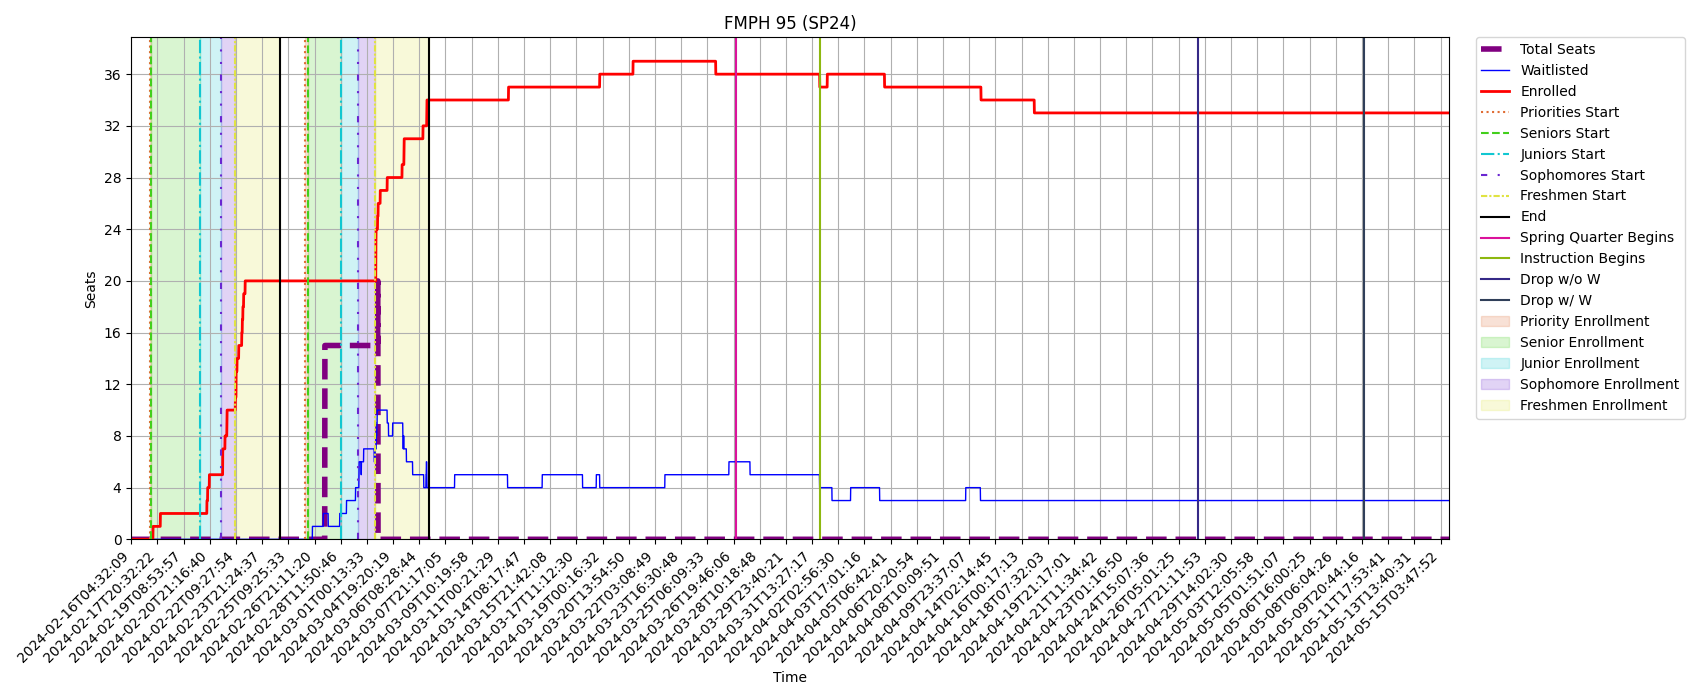 FMPH 95 (SP24)
Seats
36
32
28
24
20
16
12
8
4
0
2024-02-16T04:32:09
2024-02-17T20:32:22
2024-02-19T08:53:57
2024-02-20T21:16:40
2024-02-22T09:27:54
2024-02-23T21:24:37
2024-02-25T09:25:33
2024-02-26T21:11:20
2024-02-28T11:50:46
2024-03-01T00:13:33
2024-03-04T19:20:19
2024-03-06T08:28:44
2024-03-07T21:17:05
2024-03-09T10:19:58
2024-03-11T00:21:29
2024-03-14T08:17:47
2024-03-15T21:42:08
2024-03-17T11:12:30
2024-03-19T00:16:32
2024-03-20T13:54:50
2024-03-22T03:08:49
2024-03-23T16:30:48
2024-03-25T06:09:33
2024-03-26T19:46:06
2024-03-28T10:18:48
2024-03-29T23:40:21
2024-03-31T13:27:17
2024-04-02T02:56:30
2024-04-03T17:01:16
2024-04-05T06:42:41
2024-04-06T20:20:54
2024-04-08T10:09:51
2024-04-09T23:37:07
2024-04-14T02:14:45
2024-04-16T00:17:13
2024-04-18T07:32:03
2024-04-19T21:17:01
2024-04-21T11:34:42
2024-04-23T01:16:50
2024-04-24T15:07:36
2024-04-26T05:01:25
2024-04-27T21:11:53
2024-04-29T14:02:30
2024-05-03T12:05:58
2024-05-05T01:51:07
2024-05-06T16:00:25
2024-05-08T06:04:26
2024-05-09T20:44:16
2024-05-11T17:53:41
2024-05-13T13:40:31
2024-05-15T03:47:52
Time
Total Seats
Waitlisted
Enrolled
Priorities Start
Seniors Start
Juniors Start
Sophomores Start
Freshmen Start
End
Spring Quarter Begins
Instruction Begins
Drop w/o W
Drop w/ W
Priority Enrollment
Senior Enrollment
Junior Enrollment
Sophomore Enrollment
Freshmen Enrollment